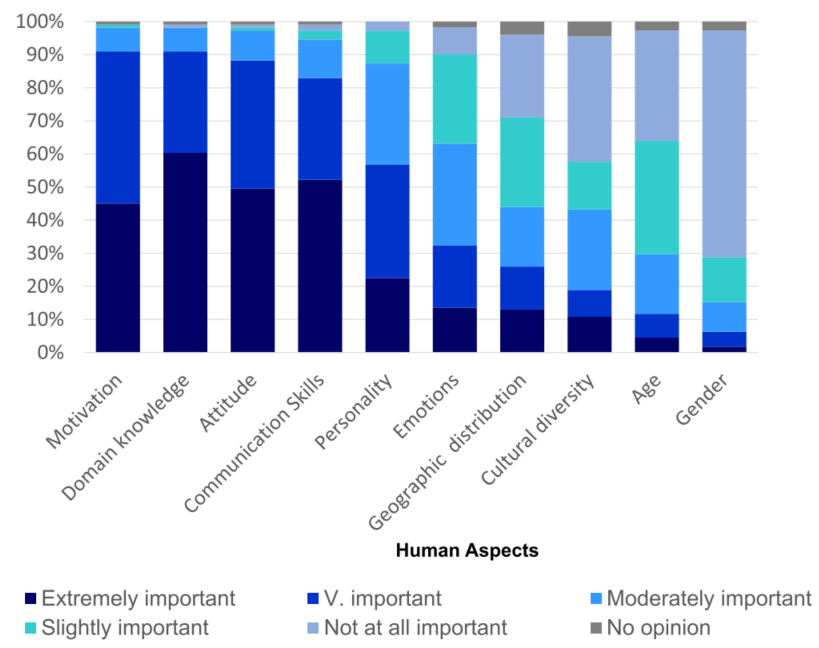 100%
90%
80%
70%
60%
50%
40%
30%
20%
10%
0%
Motivation
Domain knowledge
Attitude
Communication Skills
Personality
Emotions
Geographic distribution
Cultural diversity
Age
Gender
Human Aspects
Extremely important V. important Moderately important
Slightly important Not at all important No opinion